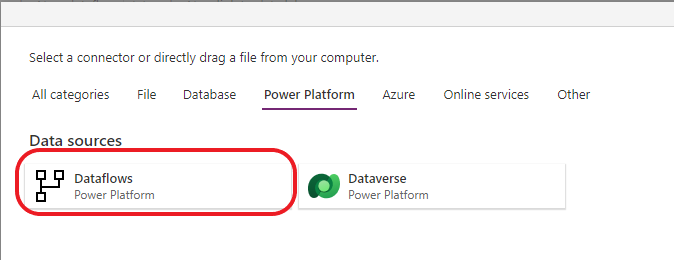 Select a connector or directly drag a file from your computer.
All categories File Database Power Platform Azure Online services Other
Data sources
Dataflows Dataverse
Power Platform Power Platform